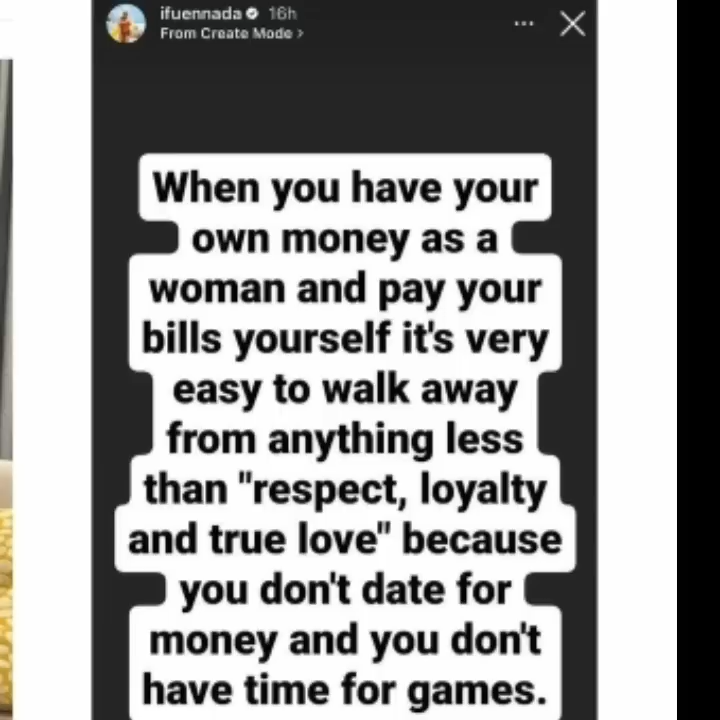 ifuennada 16h
From Create Mode >
When you have your
own money as a
woman and pay your
bills yourself it's very
easy to walk away
from anything less
than "respect, loyalty
and true love" because
you don't date for
money and you don't
have time for games.